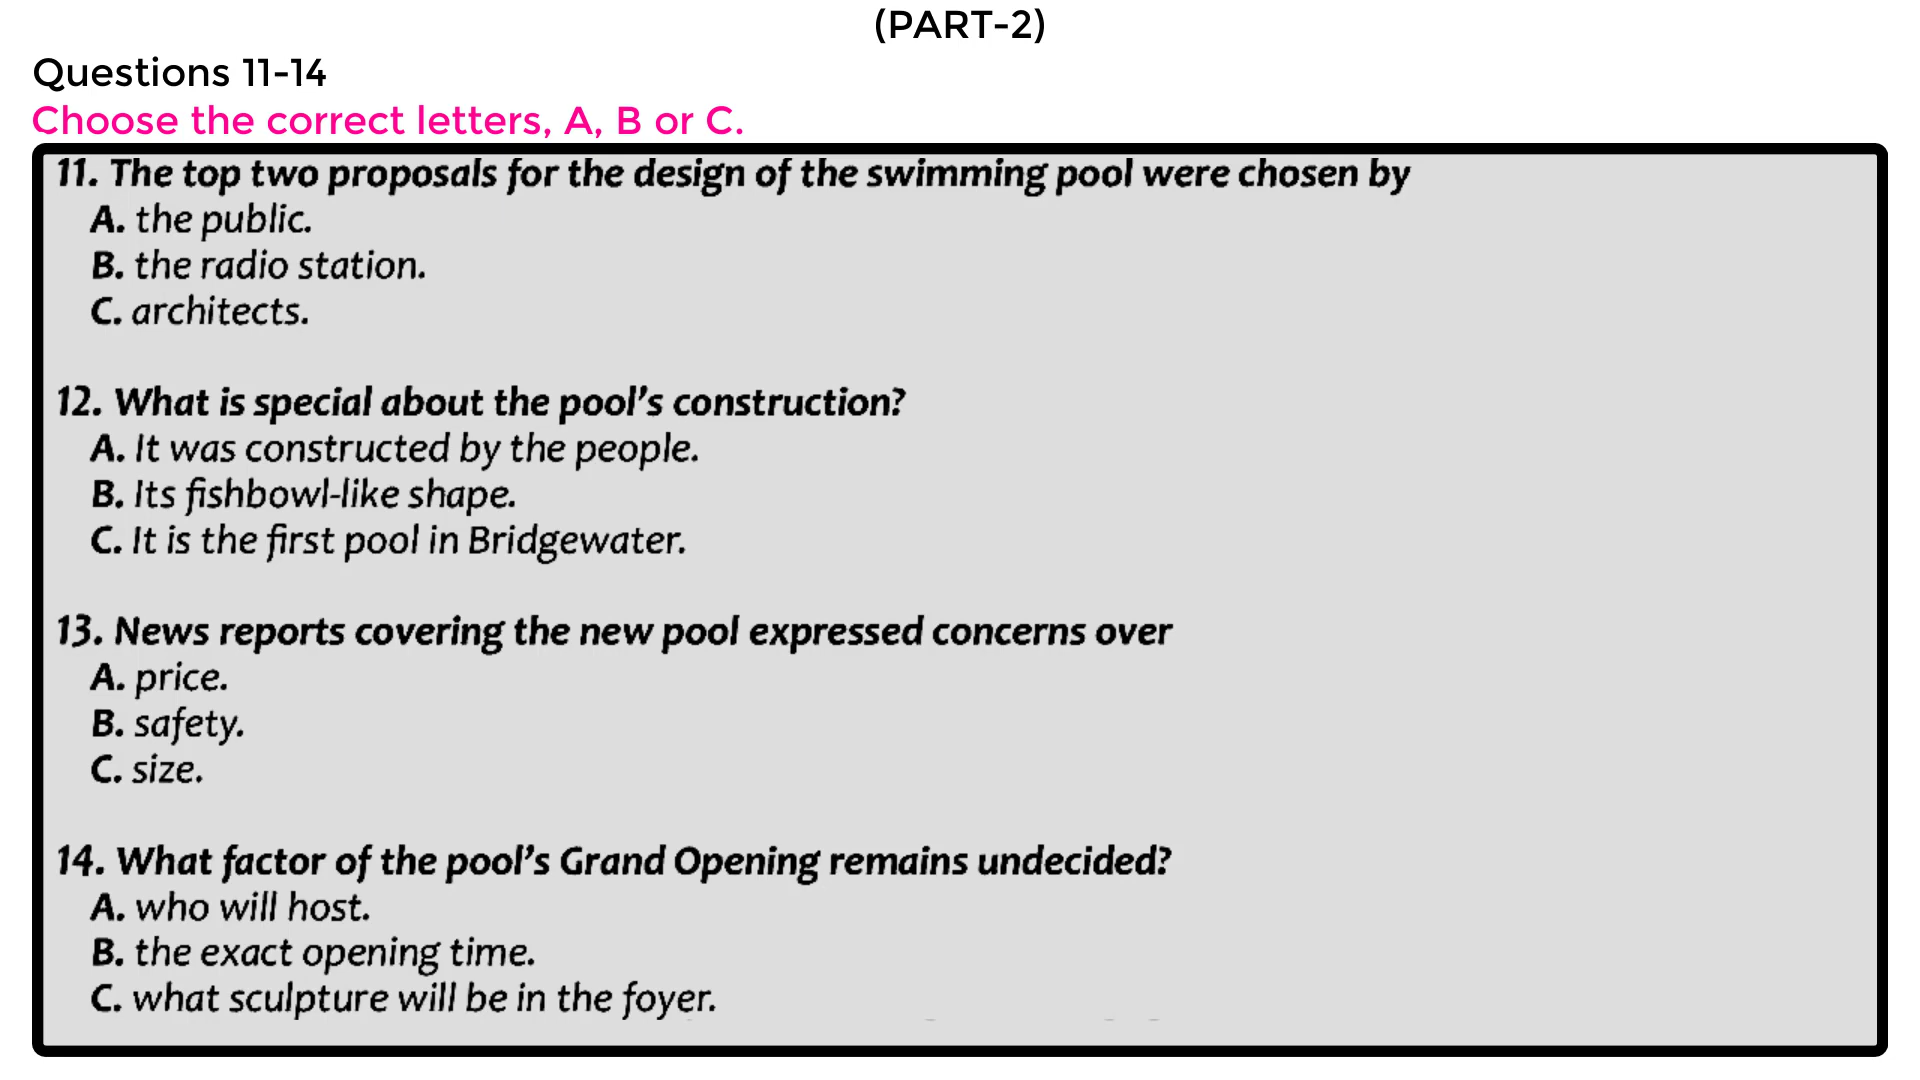 (PART-2)
Questions 11-14
Choose the correct letters, A, B or C.
11. The top two proposals for the design of the swimming pool were chosen by
A. the public.
B. the radio station.
C. architects.
12. What is special about the pool's construction?
A. It was constructed by the people.
B. Its fishbowl-like shape.
C. It is the first pool in Bridgewater.
13. News reports covering the new pool expressed concerns over
A. price.
B. safety.
C. size.
14. What factor of the pool's Grand Opening remains undecided?
A. who will host.
B. the exact opening time.
C. what sculpture will be in the foyer.